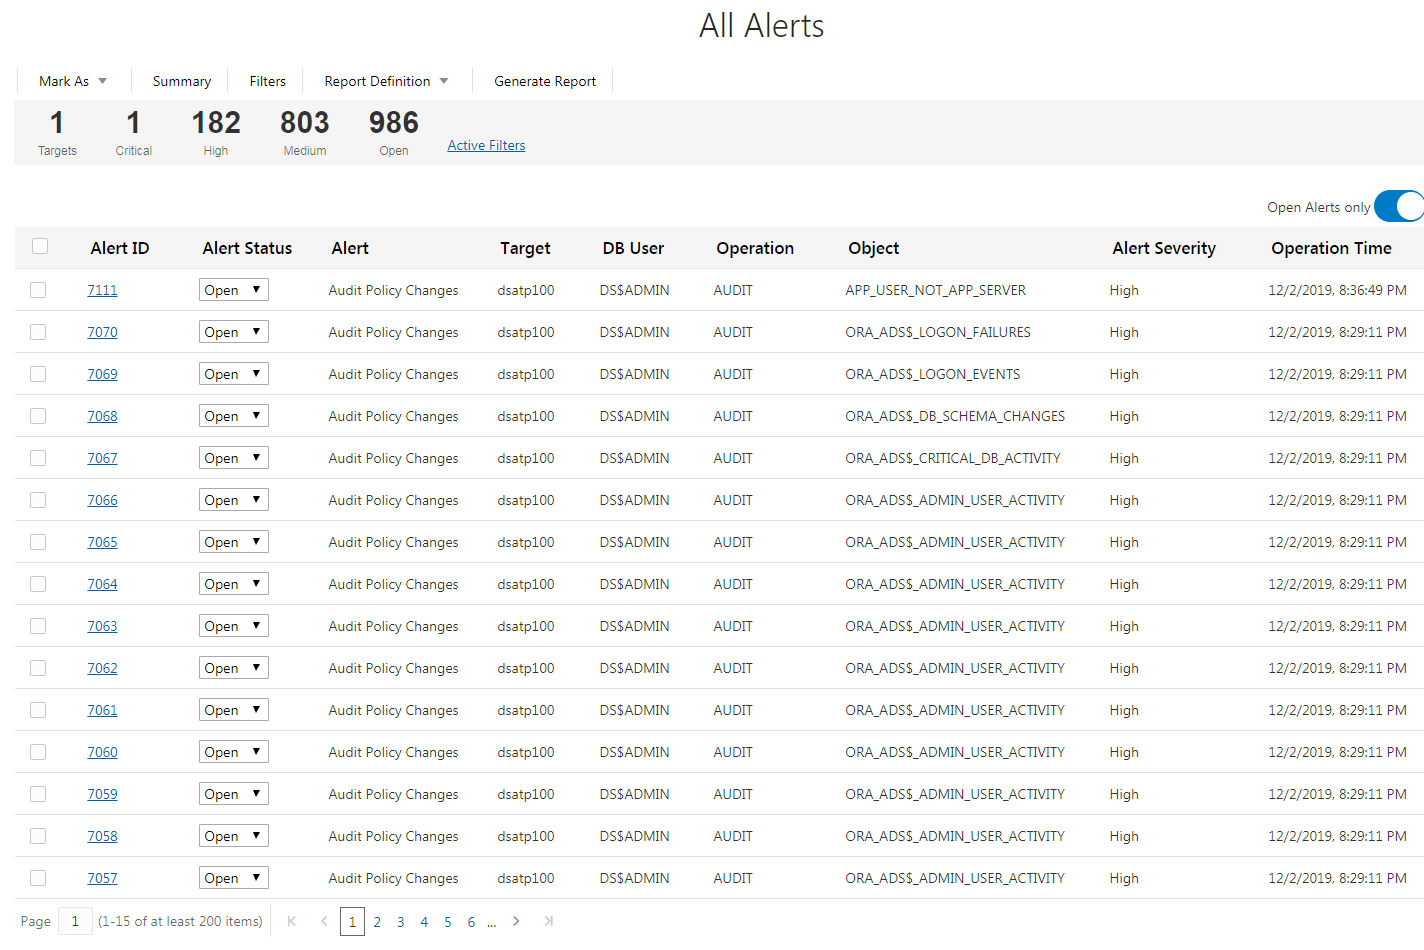 All Alerts
Mark As Summary Filters Report Definition Generate Report
1 1 182 803 986
Targets Critical High Medium Open Active Filters
Open Alerts only
Alert ID Alert Status Alert Target DB User Operation Object Alert Severity Operation Time
7111 Open Audit Policy Changes dsatp100 DS$ADMIN AUDIT APP_USER_NOT_APP_SERVER High 12/2/2019, 8:36:49 PM
7070 Open Audit Policy Changes dsatp100 DS$ADMIN AUDIT ORA_ADS$_LOGON_FAILURES High 12/2/2019, 8:29:11 PM
7069 Open Audit Policy Changes dsatp100 DS$ADMIN AUDIT ORA_ADS$_LOGON_EVENTS High 12/2/2019, 8:29:11 PM
7068 Open Audit Policy Changes dsatp100 DS$ADMIN AUDIT ORA_ADS$_DB_SCHEMA_CHANGES High 12/2/2019, 8:29:11 PM
7067 Open Audit Policy Changes dsatp100 DS$ADMIN AUDIT ORA_ADS$_CRITICAL_DB_ACTIVITY High 12/2/2019, 8:29:11 PM
7066 Open Audit Policy Changes dsatp100 DS$ADMIN AUDIT ORA_ADS$_ADMIN_USER_ACTIVITY High 12/2/2019, 8:29:11 PM
7065 Open Audit Policy Changes dsatp100 DS$ADMIN AUDIT ORA_ADS$_ADMIN_USER_ACTIVITY High 12/2/2019, 8:29:11 PM
7064 Open Audit Policy Changes dsatp100 DS$ADMIN AUDIT ORA_ADS$_ADMIN_USER_ACTIVITY High 12/2/2019, 8:29:11 PM
7063 Open Audit Policy Changes dsatp100 DS$ADMIN AUDIT ORA_ADS$_ADMIN_USER_ACTIVITY High 12/2/2019, 8:29:11 PM
7062 Open Audit Policy Changes dsatp100 DS$ADMIN AUDIT ORA_ADS$_ADMIN_USER_ACTIVITY High 12/2/2019, 8:29:11 PM
7061 Open Audit Policy Changes dsatp100 DS$ADMIN AUDIT ORA_ADS$_ADMIN_USER_ACTIVITY High 12/2/2019, 8:29:11 PM
7060 Open Audit Policy Changes dsatp100 DS$ADMIN AUDIT ORA_ADS$_ADMIN_USER_ACTIVITY High 12/2/2019, 8:29:11 PM
7059 Open Audit Policy Changes dsatp100 DS$ADMIN AUDIT ORA_ADS$_ADMIN_USER_ACTIVITY High 12/2/2019, 8:29:11 PM
7058 Open Audit Policy Changes dsatp100 DS$ADMIN AUDIT ORA_ADS$_ADMIN_USER_ACTIVITY High 12/2/2019, 8:29:11 PM
7057 Open Audit Policy Changes dsatp100 DS$ADMIN AUDIT ORA_ADS$_ADMIN_USER_ACTIVITY High 12/2/2019, 8:29:11 PM
Page 1 (1-15 of at least 200 items) 1 2 3 4 5 6 ...